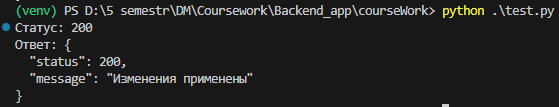 (venv) PS D:\5 semestr\DM\Coursework\Backend_app\courseWork> python .\test.py
Статус: 200
Ответ: {
  "status": 200,
  "message": "Изменения применены"
}